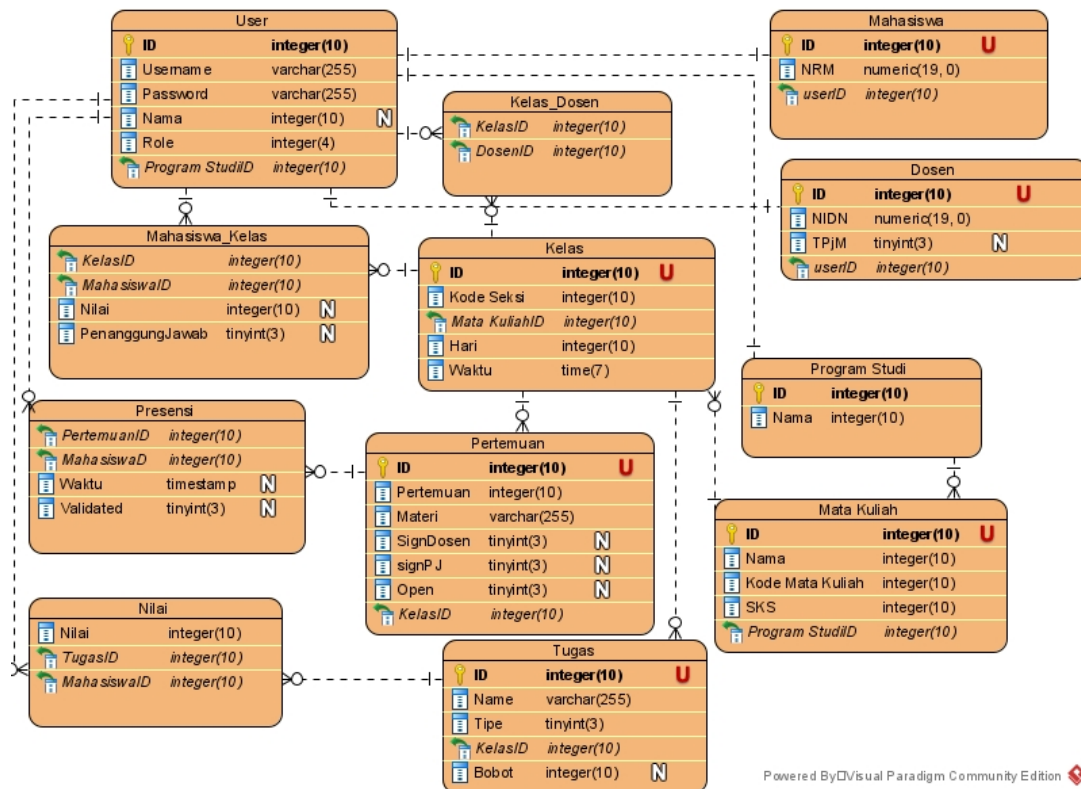 User
ID integer(10)
Username varchar(255)
Password varchar(255)
Nama integer(10) N
Role integer(4)
Program StudiID integer(10)
Mahasiswa
ID integer(10) U
NRM numeric(19, 0)
userID integer(10)
Kelas_Dosen
KelasID integer(10)
DosenID integer(10)
Dosen
ID integer(10) U
NIDN numeric(19, 0)
TPjM tinyint(3) N
userID integer(10)
Mahasiswa_Kelas
KelasID integer(10)
MahasiswaID integer(10)
Nilai integer(10) N
PenanggungJawab tinyint(3) N
Kelas
ID integer(10) U
Kode Seksi integer(10)
Mata KuliahID integer(10)
Hari integer(10)
Waktu time(7)
Program Studi
ID integer(10)
Nama integer(10)
Presensi
PertemuanID integer(10)
MahasiswaD integer(10)
Waktu timestamp N
Validated tinyint(3) N
Pertemuan
ID integer(10) U
Pertemuan integer(10)
Materi varchar(255)
SignDosen tinyint(3) N
signPJ tinyint(3) N
Open tinyint(3) N
KelasID integer(10)
Mata Kuliah
ID integer(10) U
Nama integer(10)
Kode Mata Kuliah integer(10)
SKS integer(10)
Program StudiID integer(10)
Nilai
Nilai integer(10)
TugasID integer(10)
MahasiswaID integer(10)
Tugas
ID integer(10) U
Name varchar(255)
Tipe tinyint(3)
KelasID integer(10)
Bobot integer(10) N
Powered By□Visual Paradigm Community Edition